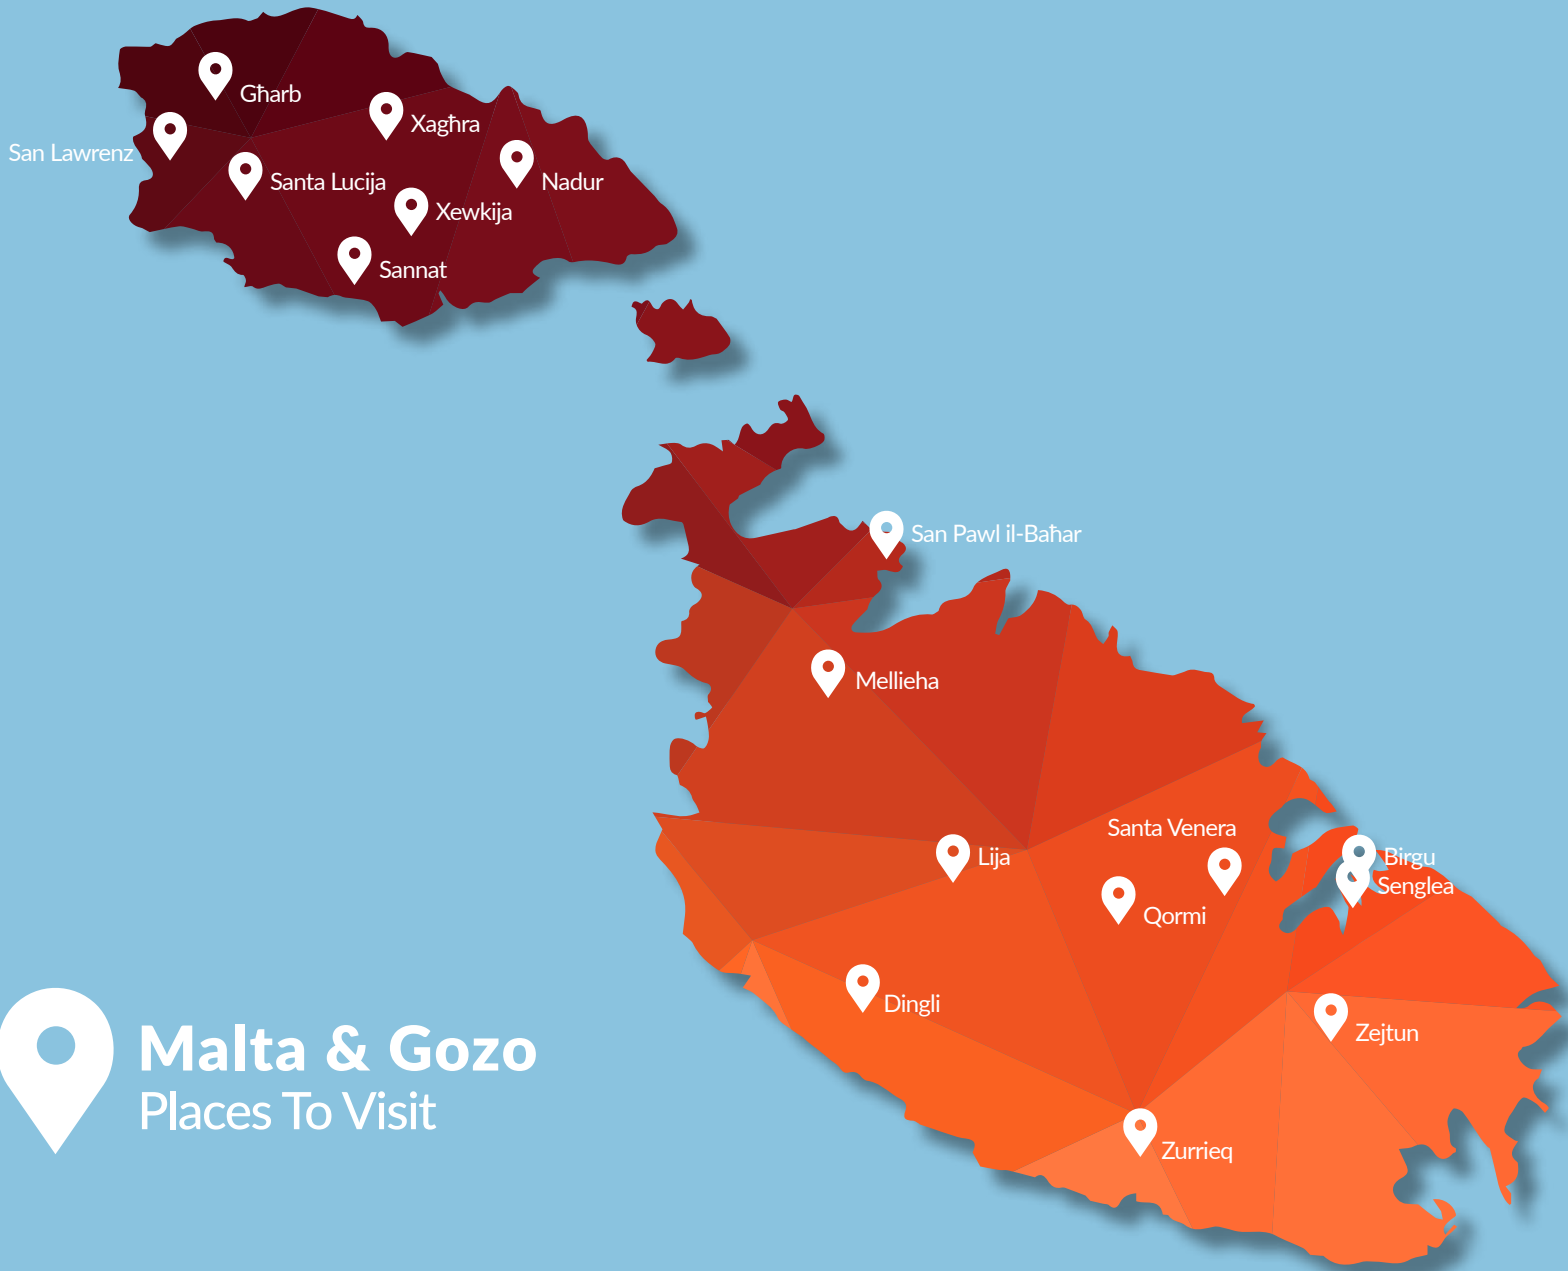 Għarb
Xagħra
San Lawrenz
Santa Lucija
Nadur
Xewkija
Sannat
San Pawl il-Baħar
Mellieha
Santa Venera
Lija
Birgu
Senglea
Qormi
Dingli
Zejtun
Malta & Gozo
Places To Visit
Zurrieq